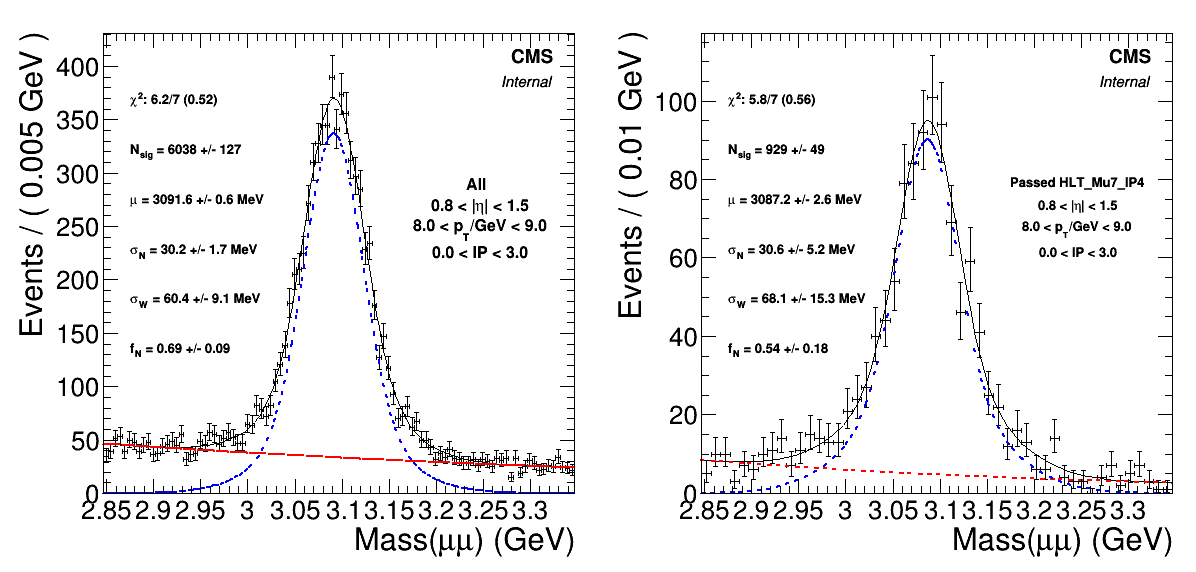 Events / ( 0.005 GeV )
400
350
300
250
200
150
100
50
0
CMS
Internal
χ²: 6.2/7 (0.52)
N_sig = 6038 +/- 127
μ = 3091.6 +/- 0.6 MeV
σ_N = 30.2 +/- 1.7 MeV
σ_W = 60.4 +/- 9.1 MeV
f_N = 0.69 +/- 0.09
All
0.8 < |η| < 1.5
8.0 < p_T/GeV < 9.0
0.0 < IP < 3.0
2.85 2.9 2.95 3 3.05 3.1 3.15 3.2 3.25 3.3
Mass(μμ) (GeV)
Events / ( 0.01 GeV )
100
80
60
40
20
0
CMS
Internal
χ²: 5.8/7 (0.56)
N_sig = 929 +/- 49
μ = 3087.2 +/- 2.6 MeV
σ_N = 30.6 +/- 5.2 MeV
σ_W = 68.1 +/- 15.3 MeV
f_N = 0.54 +/- 0.18
Passed HLT_Mu7_IP4
0.8 < |η| < 1.5
8.0 < p_T/GeV < 9.0
0.0 < IP < 3.0
2.85 2.9 2.95 3 3.05 3.1 3.15 3.2 3.25 3.3
Mass(μμ) (GeV)